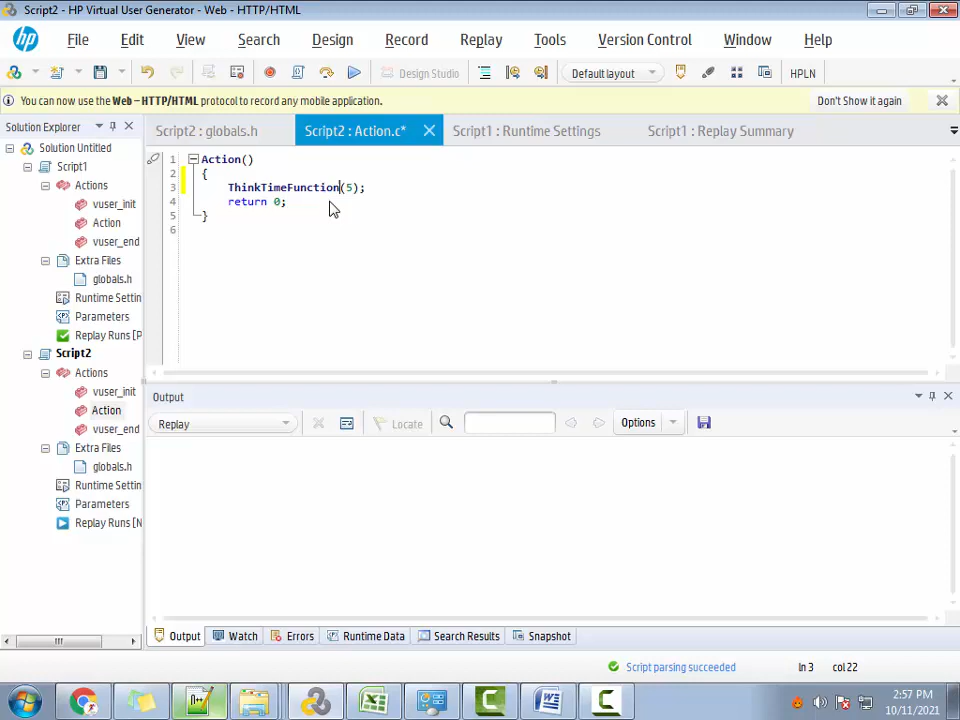 Script2 - HP Virtual User Generator - Web - HTTP/HTML
hp File Edit View Search Design Record Replay Tools Version Control Window Help
Design Studio Default layout HPLN
You can now use the Web – HTTP/HTML protocol to record any mobile application. Don't Show it again
Solution Explorer
Solution Untitled
Script1
Actions
vuser_init
Action
vuser_end
Extra Files
globals.h
Runtime Settin
Parameters
Replay Runs [P
Script2
Actions
vuser_init
Action
vuser_end
Extra Files
globals.h
Runtime Settin
Parameters
Replay Runs [N
Script2 : globals.h Script2 : Action.c* Script1 : Runtime Settings Script1 : Replay Summary
1 Action()
2 {
3 ThinkTimeFunction(5);
4 return 0;
5 }
6
Output
Replay Locate Options
Output Watch Errors Runtime Data Search Results Snapshot
Script parsing succeeded ln 3 col 22
2:57 PM
10/11/2021